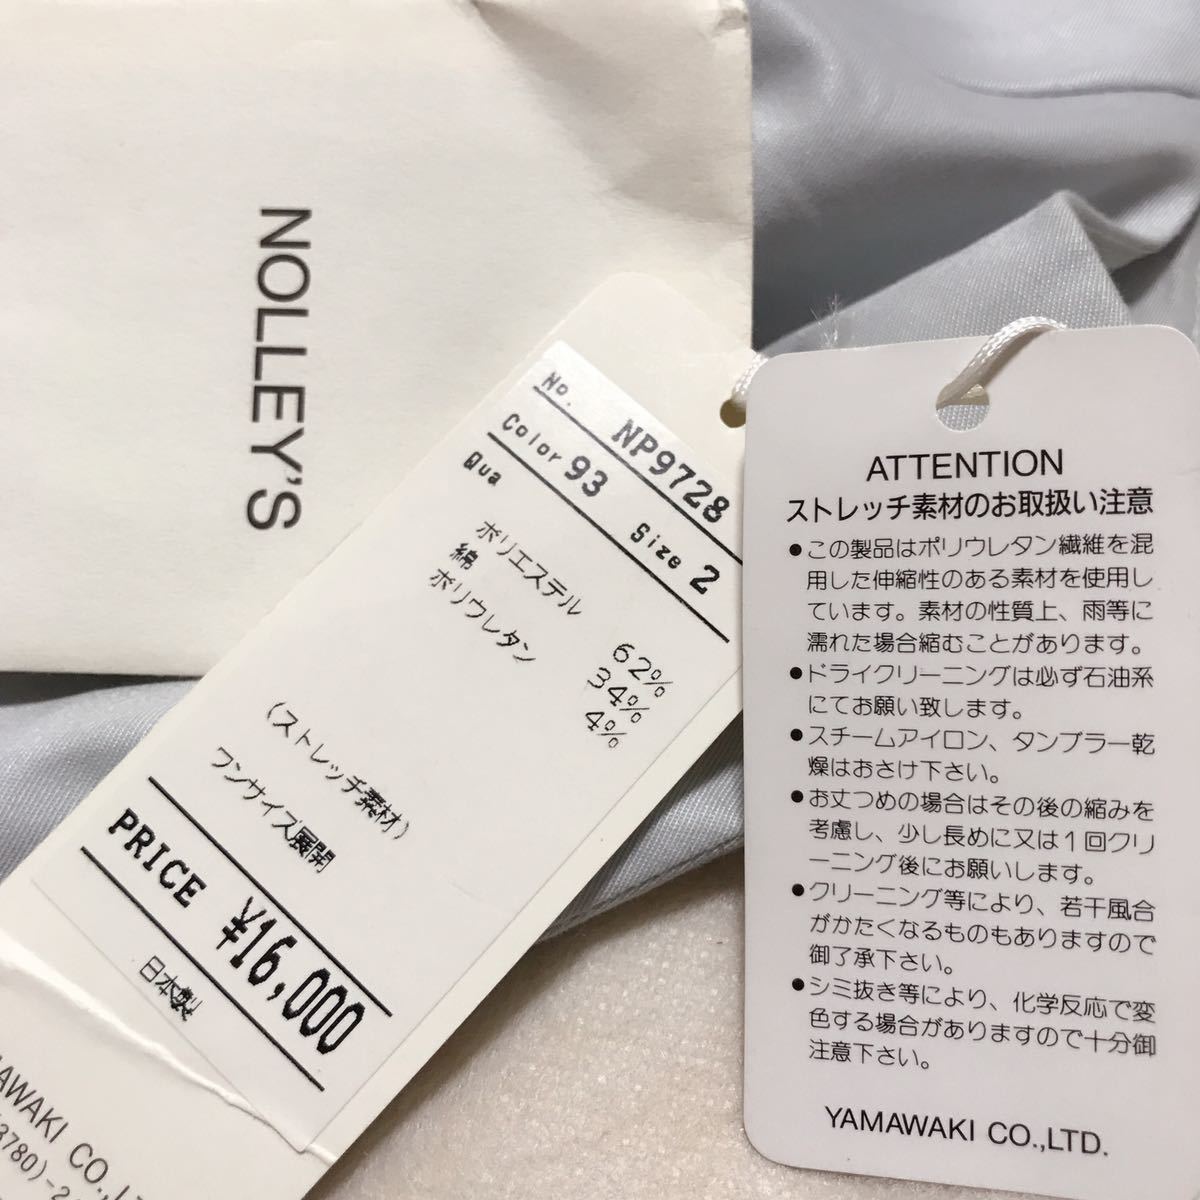 NOLLEY'S
No. NP9728
Color 93 Size 2
Qua
ポリエステル 62%
綿 34%
ポリウレタン 4%
(ストレッチ素材)
ワンサイズ展開
PRICE ¥16,000
日本製
AWAKI CO.,L
3780)-2
ATTENTION
ストレッチ素材のお取扱い注意
●この製品はポリウレタン繊維を混
用した伸縮性のある素材を使用し
ています。素材の性質上、雨等に
濡れた場合縮むことがあります。
●ドライクリーニングは必ず石油系
にてお願い致します。
●スチームアイロン、タンブラー乾
燥はおさけ下さい。
●お丈つめの場合はその後の縮みを
考慮し、少し長めに又は1回クリ
ーニング後にお願いします。
●クリーニング等により、若干風合
がかたくなるものもありますので
御了承下さい。
●シミ抜き等により、化学反応で変
色する場合がありますので十分御
注意下さい。
YAMAWAKI CO.,LTD.